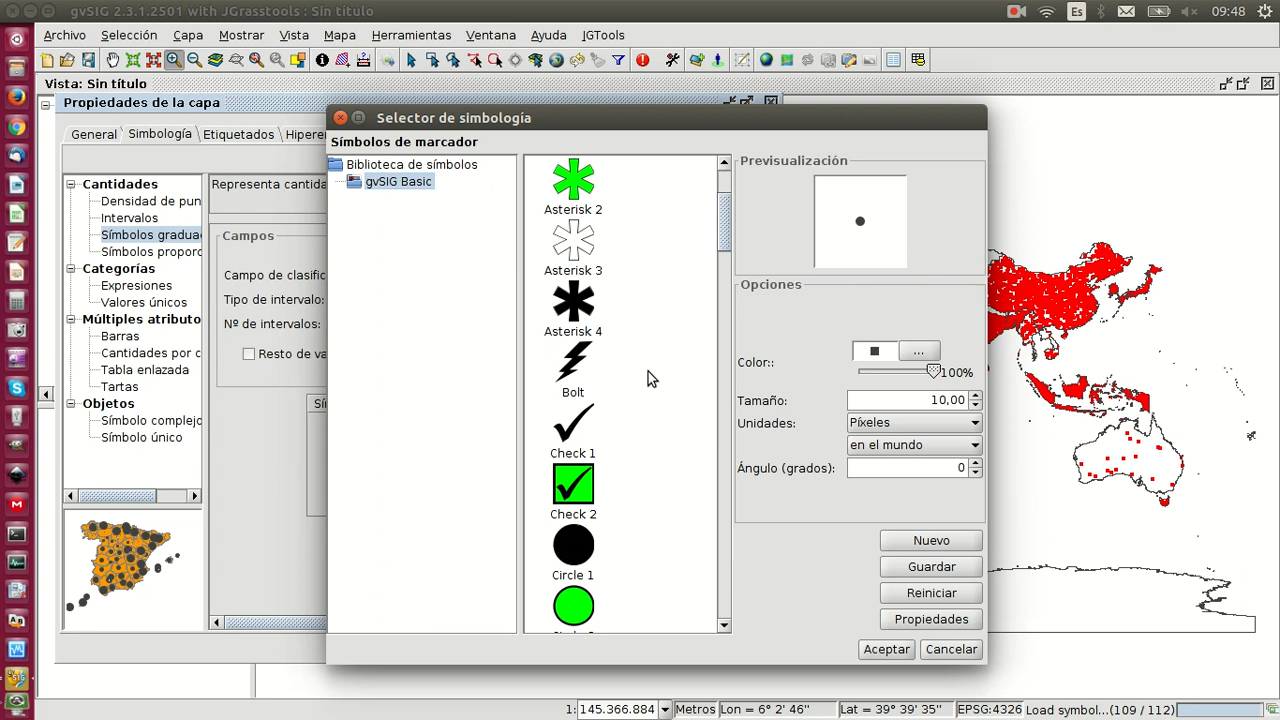 gvSIG 2.3.1.2501 with JGrasstools : Sin título
Es
09:48
Archivo Selección Capa Mostrar Vista Mapa Herramientas Ventana Ayuda JGTools
Vista: Sin título
Propiedades de la capa
General Simbología Etiquetados Hiperen
Cantidades
Densidad de pun
Intervalos
Símbolos graduad
Símbolos proporc
Categorías
Expresiones
Valores únicos
Múltiples atributo
Barras
Cantidades por c
Tabla enlazada
Tartas
Objetos
Símbolo complejo
Símbolo único
Representa cantida
Campos
Campo de clasific
Tipo de intervalo:
Nº de intervalos:
Resto de va
Selector de simbología
Símbolos de marcador
Biblioteca de símbolos
gvSIG Basic
Asterisk 2
Asterisk 3
Asterisk 4
Bolt
Check 1
Check 2
Circle 1
Previsualización
Opciones
Color::
...
100%
Tamaño:
10,00
Unidades:
Píxeles
en el mundo
Ángulo (grados):
0
Nuevo
Guardar
Reiniciar
Propiedades
Aceptar
Cancelar
1: 145.366.884 Metros Lon = 6° 2' 46" Lat = 39° 39' 35" EPSG:4326 Load symbol...(109 / 112)